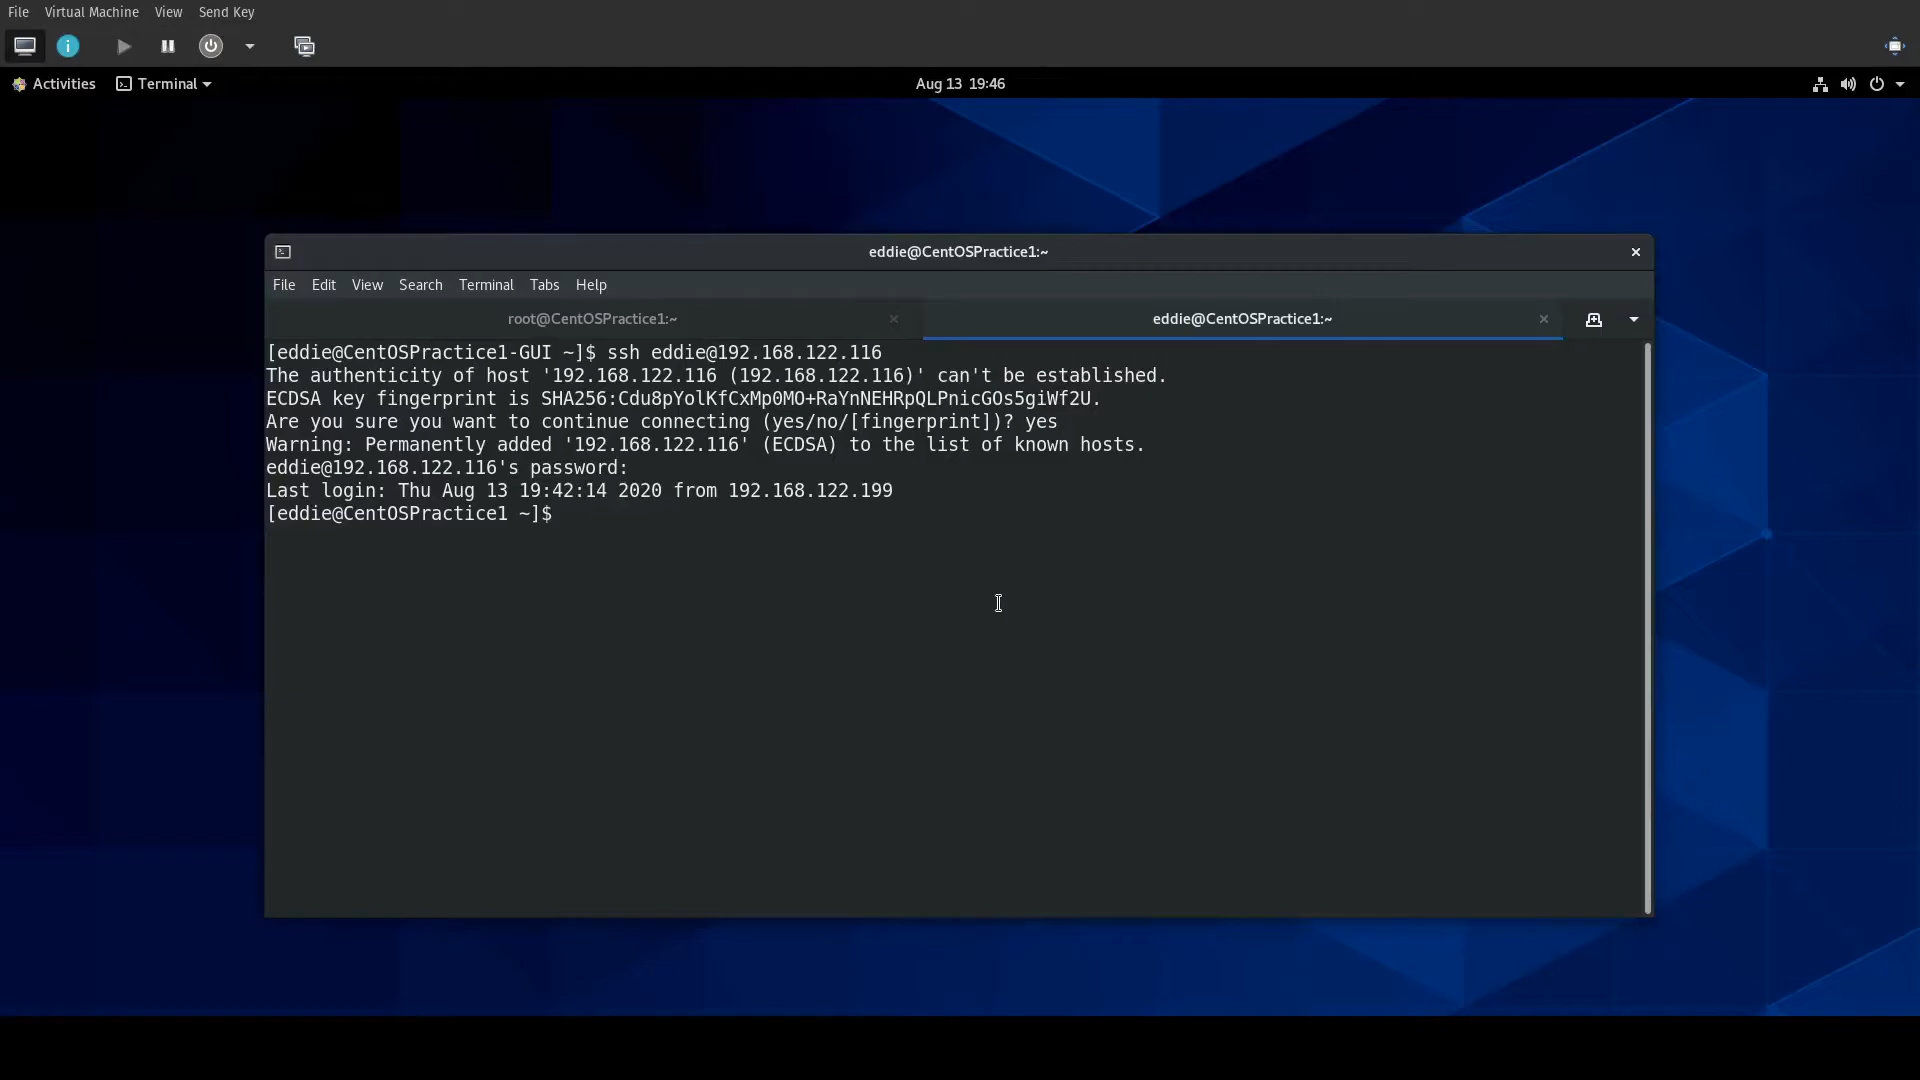 File Virtual Machine View Send Key
Activities Terminal Aug 13 19:46
eddie@CentOSPractice1:~
File Edit View Search Terminal Tabs Help
root@CentOSPractice1:~ eddie@CentOSPractice1:~
[eddie@CentOSPractice1-GUI ~]$ ssh eddie@192.168.122.116
The authenticity of host '192.168.122.116 (192.168.122.116)' can't be established.
ECDSA key fingerprint is SHA256:Cdu8pYolKfCxMp0MO+RaYnNEHRpQLPnicGOs5giWf2U.
Are you sure you want to continue connecting (yes/no/[fingerprint])? yes
Warning: Permanently added '192.168.122.116' (ECDSA) to the list of known hosts.
eddie@192.168.122.116's password:
Last login: Thu Aug 13 19:42:14 2020 from 192.168.122.199
[eddie@CentOSPractice1 ~]$